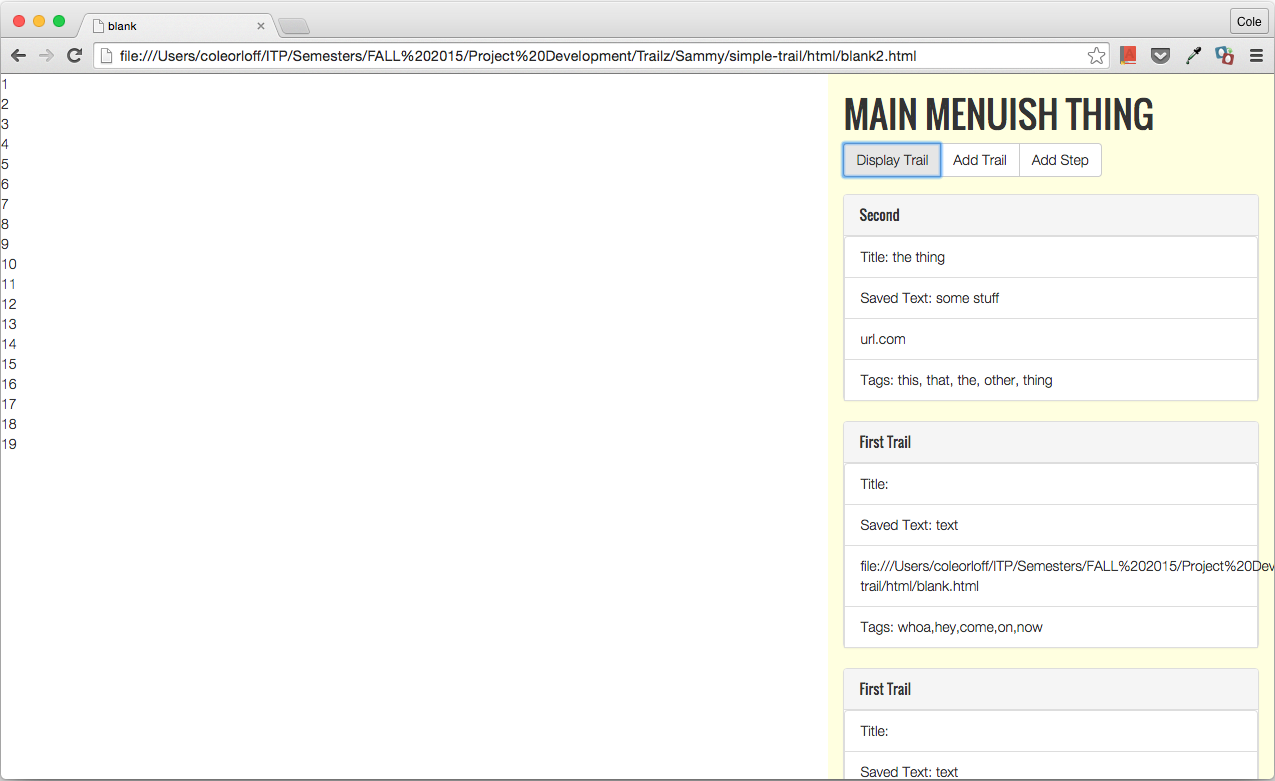 blank
Cole
file:///Users/coleorloff/ITP/Semesters/FALL%202015/Project%20Development/Trailz/Sammy/simple-trail/html/blank2.html
1
2
3
4
5
6
7
8
9
10
11
12
13
14
15
16
17
18
19
MAIN MENUISH THING
Display Trail Add Trail Add Step
Second
Title: the thing
Saved Text: some stuff
url.com
Tags: this, that, the, other, thing
First Trail
Title:
Saved Text: text
file:///Users/coleorloff/ITP/Semesters/FALL%202015/Project%20Dev
trail/html/blank.html
Tags: whoa,hey,come,on,now
First Trail
Title:
Saved Text: text